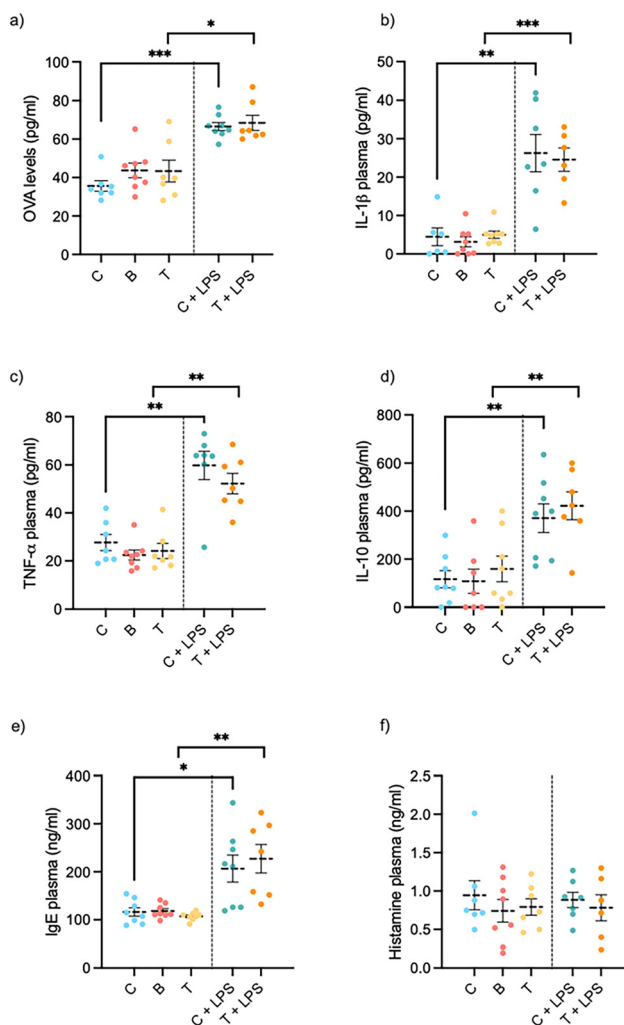 a)
*
***
OVA levels (pg/ml)
100
80
60
40
20
0
C
B
T
C + LPS
T + LPS
b)
***
**
IL-1β plasma (pg/ml)
50
40
30
20
10
0
C
B
T
C + LPS
T + LPS
c)
**
**
TNF-α plasma (pg/ml)
80
60
40
20
0
C
B
T
C + LPS
T + LPS
d)
**
**
IL-10 plasma (pg/ml)
800
600
400
200
0
C
B
T
C + LPS
T + LPS
e)
**
*
IgE plasma (ng/ml)
400
300
200
100
0
C
B
T
C + LPS
T + LPS
f)
Histamine plasma (ng/ml)
2.5
2.0
1.5
1.0
0.5
0.0
C
B
T
C + LPS
T + LPS